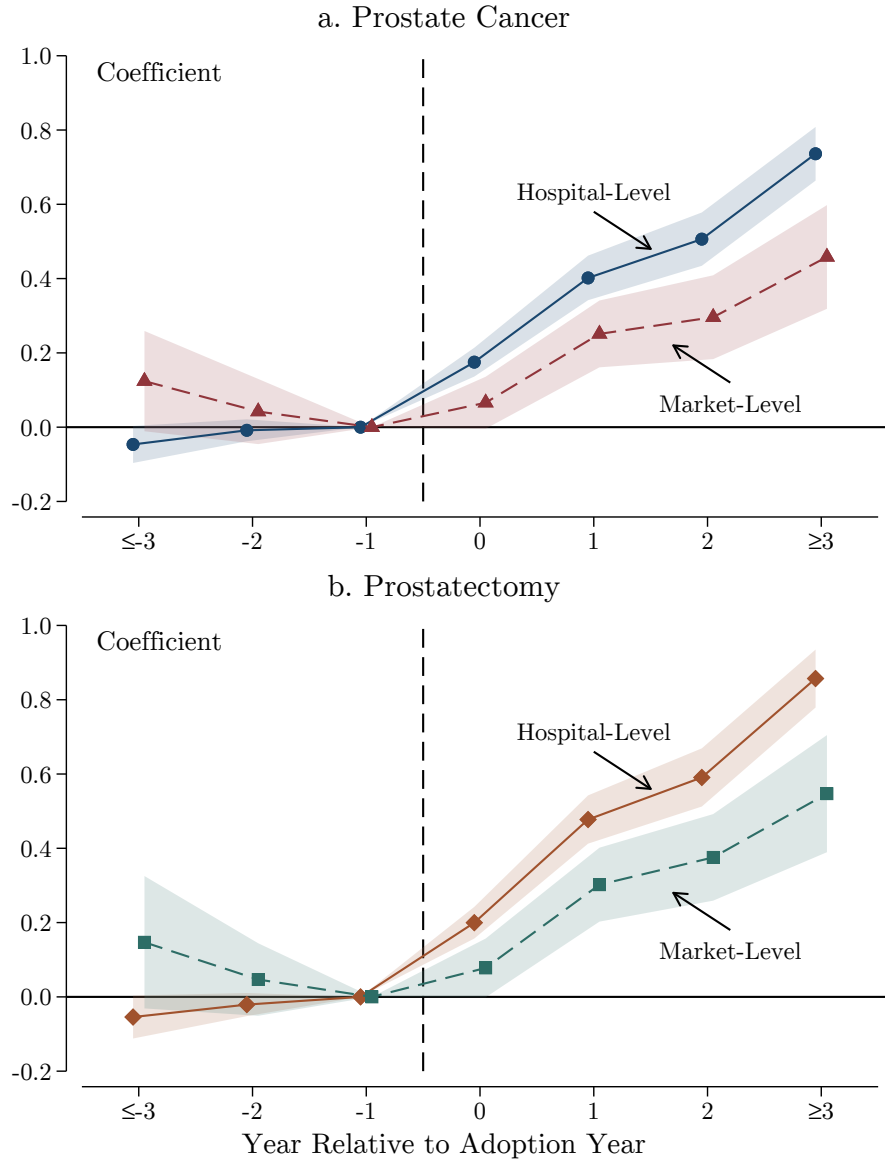 a. Prostate Cancer
1.0
Coefficient
0.8
Hospital-Level
0.6
0.4
Market-Level
0.2
0.0
-0.2
≤-3 -2 -1 0 1 2 ≥3
b. Prostatectomy
1.0
Coefficient
0.8
Hospital-Level
0.6
0.4
Market-Level
0.2
0.0
-0.2
≤-3 -2 -1 0 1 2 ≥3
Year Relative to Adoption Year